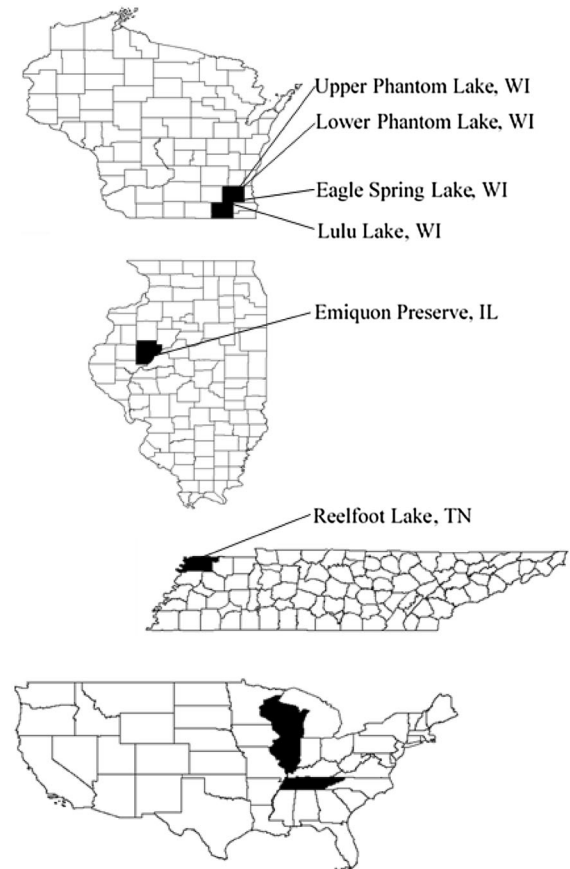 Upper Phantom Lake, WI
Lower Phantom Lake, WI
Eagle Spring Lake, WI
Lulu Lake, WI
Emiquon Preserve, IL
Reelfoot Lake, TN